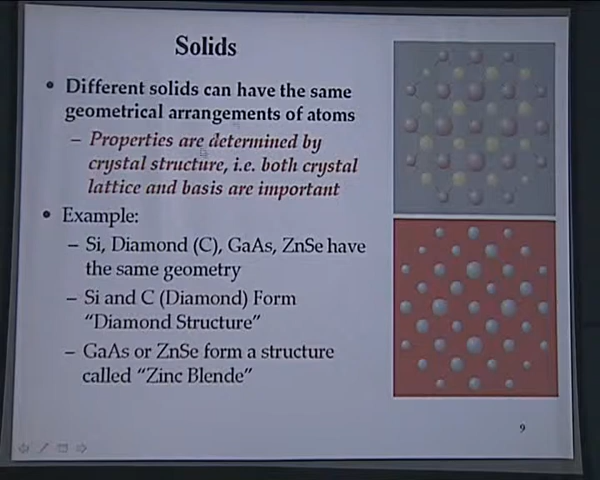 Solids
• Different solids can have the same
geometrical arrangements of atoms
– Properties are determined by
crystal structure, i.e. both crystal
lattice and basis are important
• Example:
– Si, Diamond (C), GaAs, ZnSe have
the same geometry
– Si and C (Diamond) Form
“Diamond Structure”
– GaAs or ZnSe form a structure
called “Zinc Blende”
9